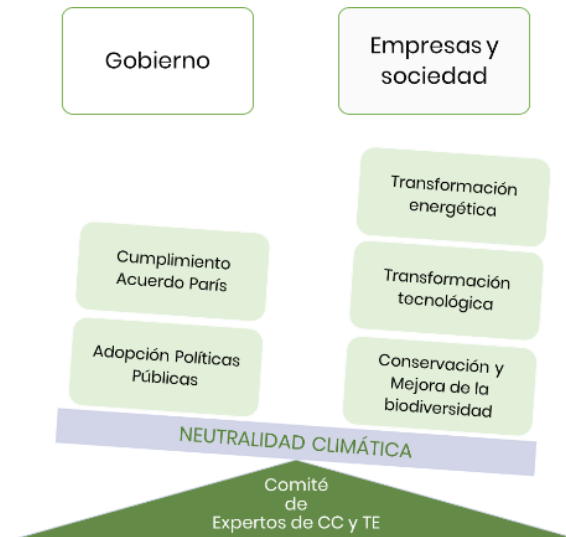 Gobierno
Empresas y
sociedad
Transformación
energética
Cumplimiento
Acuerdo París
Transformación
tecnológica
Adopción Políticas
Públicas
Conservación y
Mejora de la
biodiversidad
NEUTRALIDAD CLIMÁTICA
Comité
de
Expertos de CC y TE